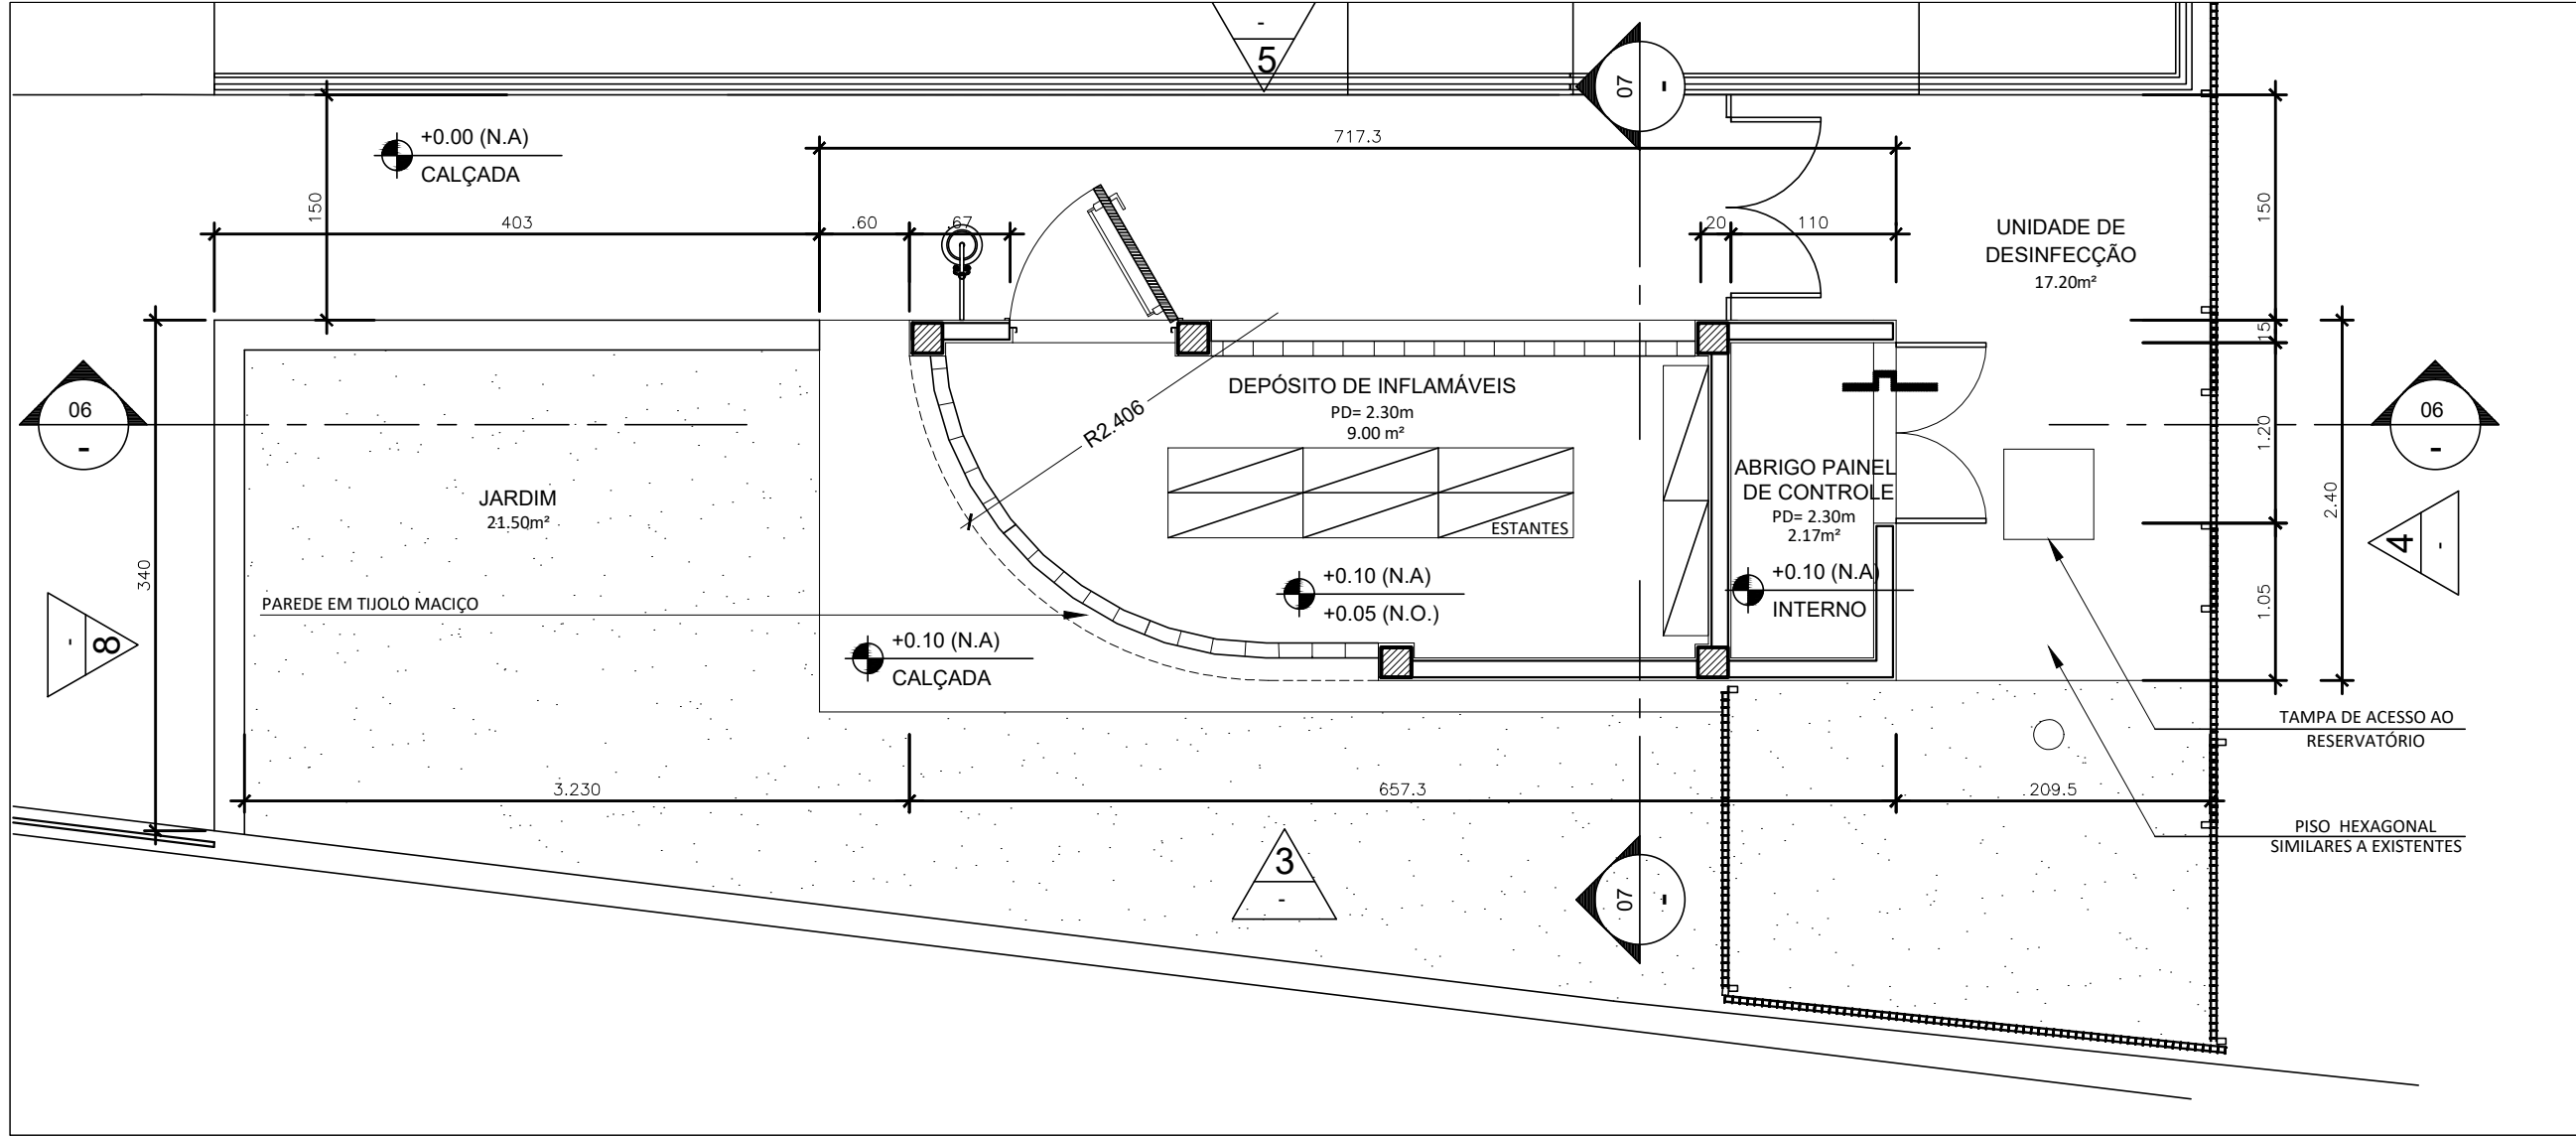 -
5
07
-
+0.00 (N.A)
CALÇADA
717.3
150
403
.60
.67
20
110
150
UNIDADE DE
DESINFECÇÃO
17.20m²
15
06
-
DEPÓSITO DE INFLAMÁVEIS
PD= 2.30m
9.00 m²
R2.406
06
-
1.20
2.40
JARDIM
21.50m²
ABRIGO PAINEL
DE CONTROLE
PD= 2.30m
2.17m²
ESTANTES
4
-
340
PAREDE EM TIJOLO MACIÇO
+0.10 (N.A)
+0.05 (N.O.)
+0.10 (N.A)
INTERNO
1.05
8
-
+0.10 (N.A)
CALÇADA
TAMPA DE ACESSO AO
RESERVATÓRIO
3.230
657.3
209.5
PISO HEXAGONAL
SIMILARES A EXISTENTES
3
-
07
-